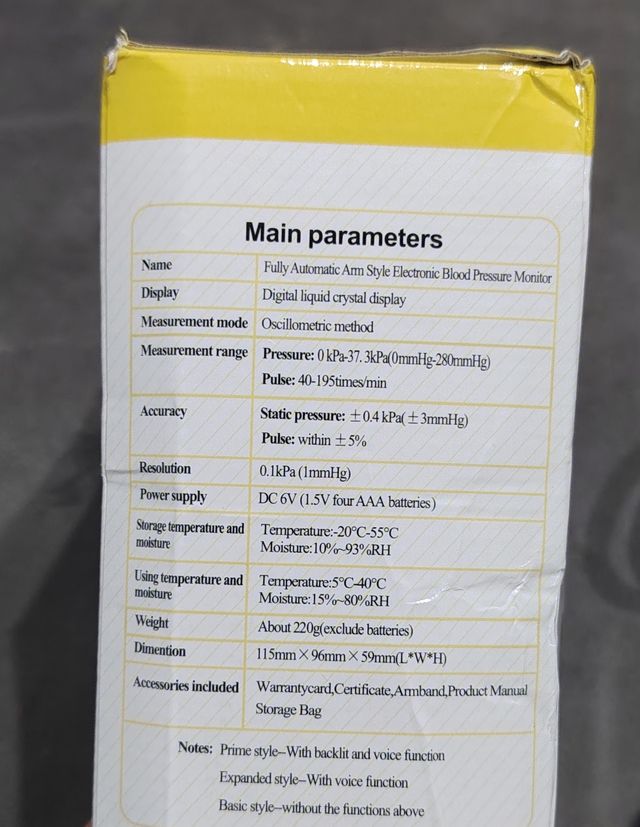 Main parameters
Name Fully Automatic Arm Style Electronic Blood Pressure Monitor
Display Digital liquid crystal display
Measurement mode Oscillometric method
Measurement range Pressure: 0 kPa-37. 3kPa(0mmHg-280mmHg)
Pulse: 40-195times/min
Accuracy Static pressure: ±0.4 kPa(±3mmHg)
Pulse: within ±5%
Resolution 0.1kPa (1mmHg)
Power supply DC 6V (1.5V four AAA batteries)
Storage temperature and Temperature:-20°C-55°C
moisture Moisture:10%~93%RH
Using temperature and Temperature:5°C-40°C
moisture Moisture:15%~80%RH
Weight About 220g(exclude batteries)
Dimention 115mm×96mm×59mm(L*W*H)
Accessories included Warrantycard,Certificate,Armband,Product Manual
Storage Bag
Notes: Prime style--With backlit and voice function
Expanded style--With voice function
Basic style--without the functions above